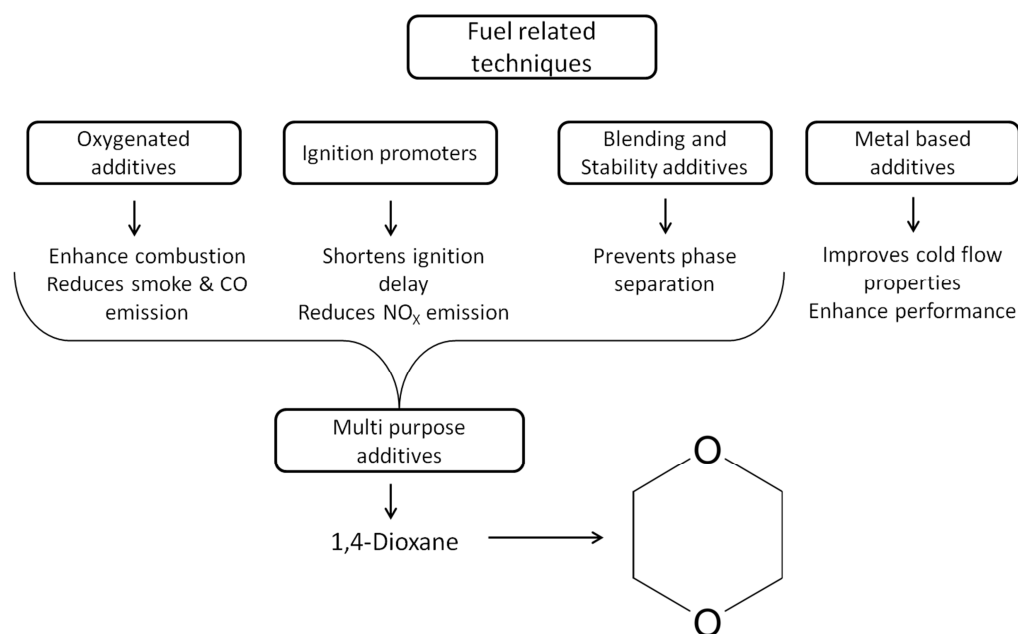 Fuel related
techniques
Oxygenated
additives
Ignition promoters
Blending and
Stability additives
Metal based
additives
Enhance combustion
Reduces smoke & CO
emission
Shortens ignition
delay
Reduces NOₓ emission
Prevents phase
separation
Improves cold flow
properties
Enhance performance
Multi purpose
additives
1,4-Dioxane
O
O